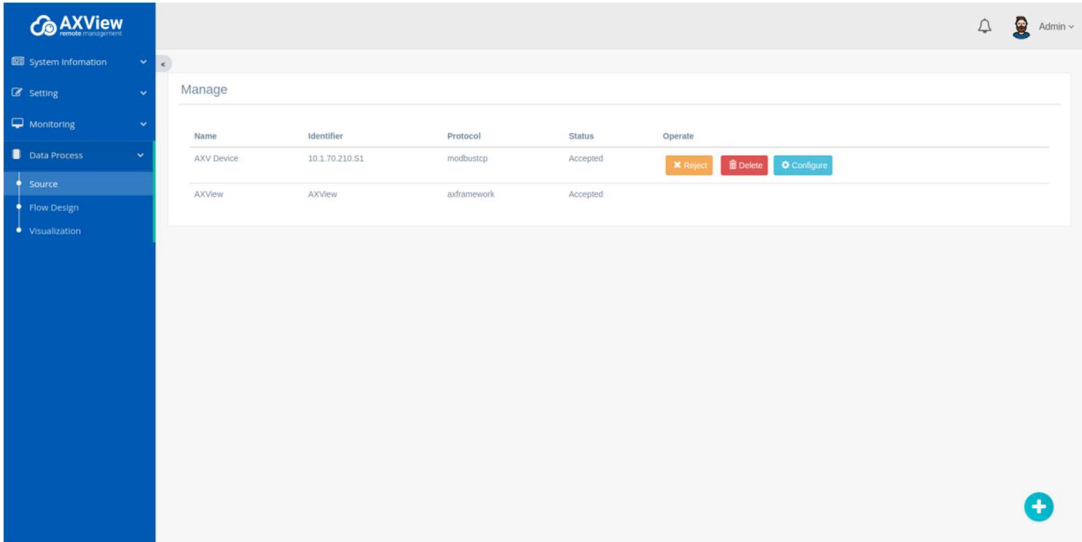 AXView
remote management
Admin
System Infomation
«
Setting
Manage
Monitoring
Name Identifier Protocol Status Operate
Data Process
AXV Device 10.1.70.210.S1 modbustcp Accepted Reject Delete Configure
Source
AXView AXView axframework Accepted
Flow Design
Visualization